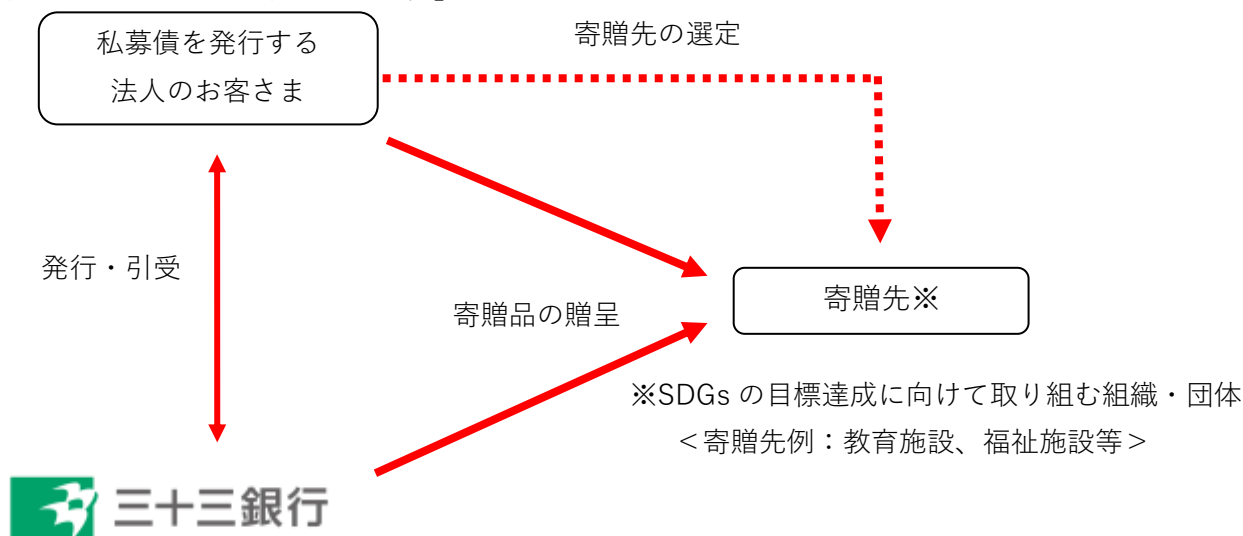 私募債を発行する
法人のお客さま
寄贈先の選定
発行・引受
寄贈品の贈呈
寄贈先※
※SDGs の目標達成に向けて取り組む組織・団体
＜寄贈先例：教育施設、福祉施設等＞
三十三銀行